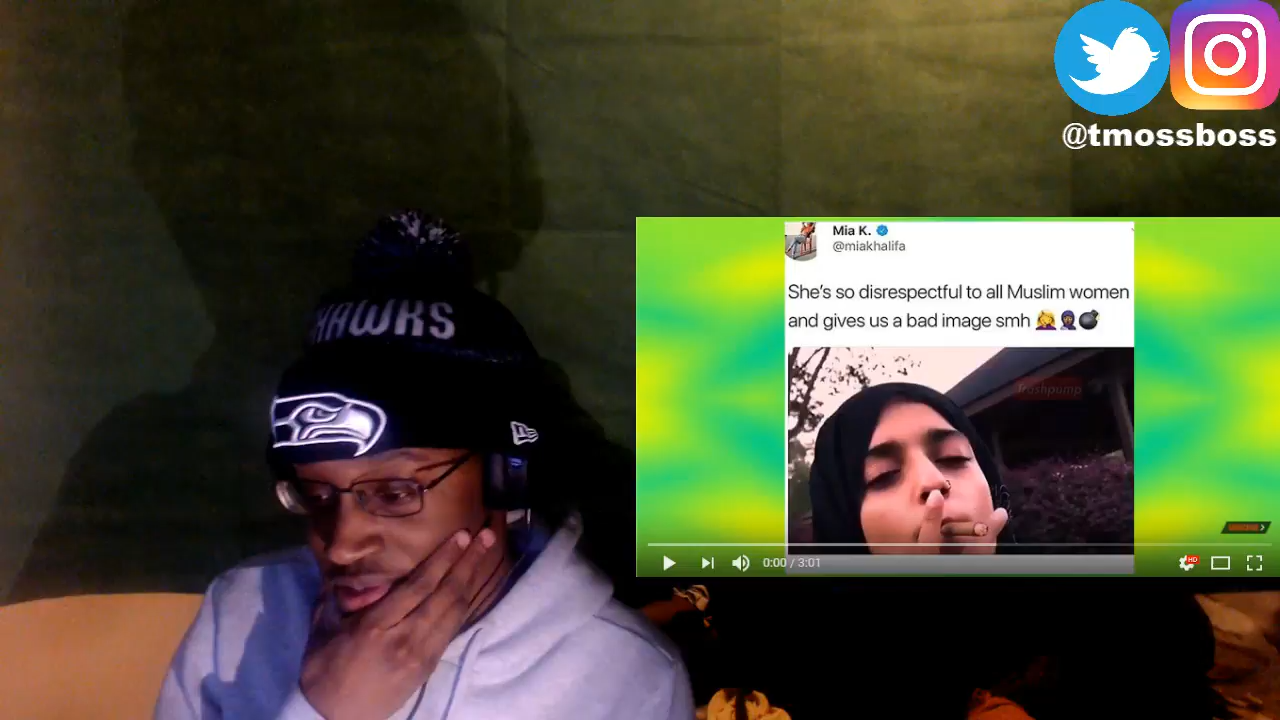 @tmossboss
Mia K.
@miakhalifa
She's so disrespectful to all Muslim women
and gives us a bad image smh 🤦‍♀️🧕💣
HAWKS
0:00 / 3:01
HD